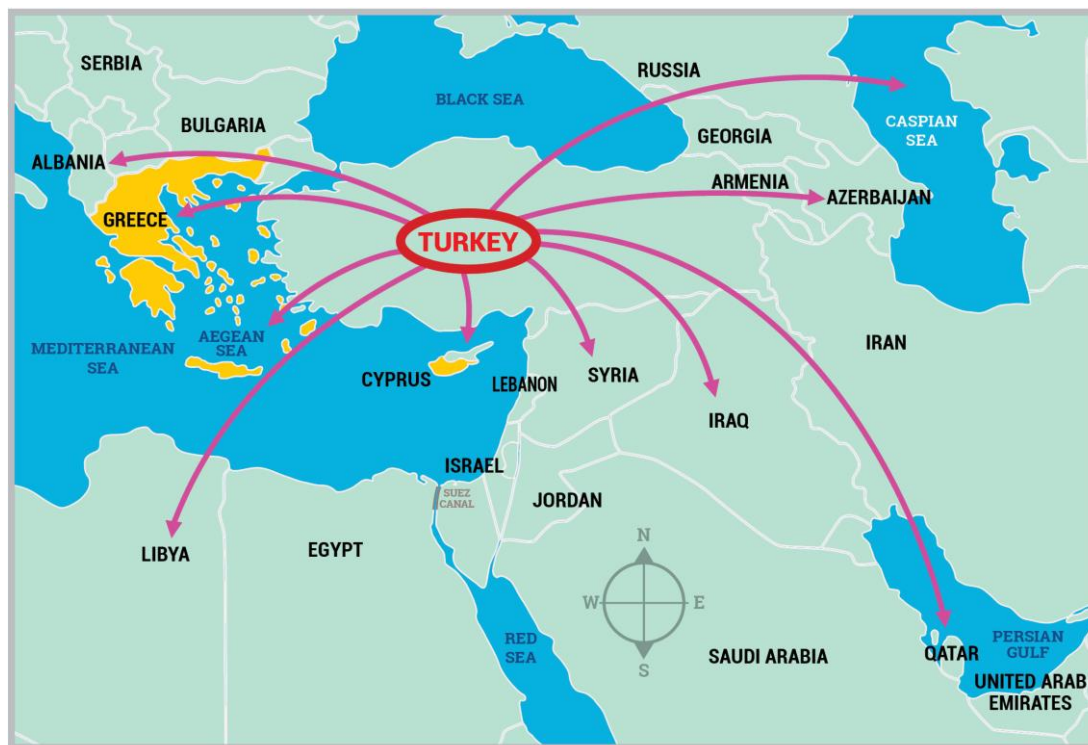 SERBIA
RUSSIA
BLACK SEA
CASPIAN
SEA
BULGARIA
GEORGIA
ALBANIA
ARMENIA
AZERBAIJAN
GREECE
TURKEY
AEGEAN
SEA
MEDITERRANEAN
SEA
IRAN
CYPRUS
LEBANON
SYRIA
IRAQ
ISRAEL
SUEZ
CANAL
JORDAN
LIBYA
EGYPT
N
W
E
S
RED
SEA
SAUDI ARABIA
QATAR
PERSIAN
GULF
UNITED ARAB
EMIRATES